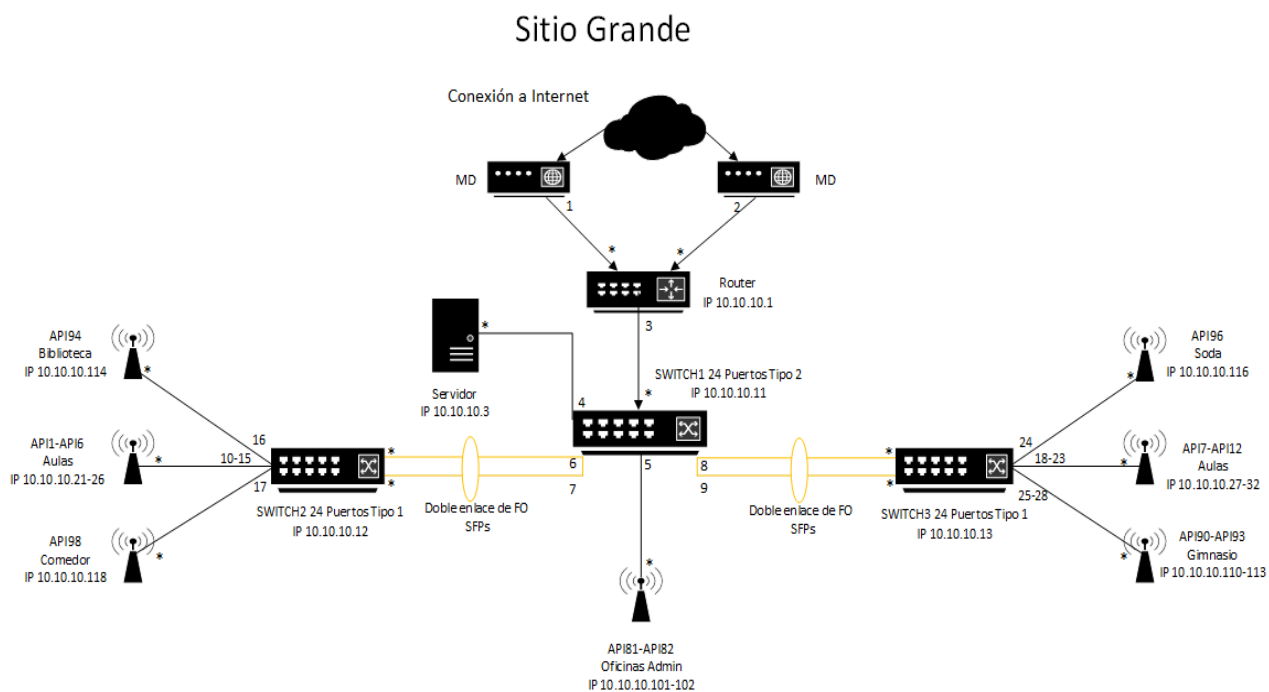 Sitio Grande
Conexión a Internet
MD
MD
1
2
*
*
Router
IP 10.10.10.1
3
*
Servidor
IP 10.10.10.3
SWITCH1 24 Puertos Tipo 2
IP 10.10.10.11
*
4
5
6
7
8
9
API94
Biblioteca
IP 10.10.10.114
*
API1-API6
Aulas
IP 10.10.10.21-26
*
API98
Comedor
IP 10.10.10.118
*
16
10-15
17
*
*
SWITCH2 24 Puertos Tipo 1
IP 10.10.10.12
Doble enlace de FO
SFPs
Doble enlace de FO
SFPs
*
*
SWITCH3 24 Puertos Tipo 1
IP 10.10.10.13
24
18-23
25-28
API96
Soda
IP 10.10.10.116
*
API7-API12
Aulas
IP 10.10.10.27-32
*
API90-API93
Gimnasio
IP 10.10.10.110-113
*
*
API81-API82
Oficinas Admin
IP 10.10.10.101-102